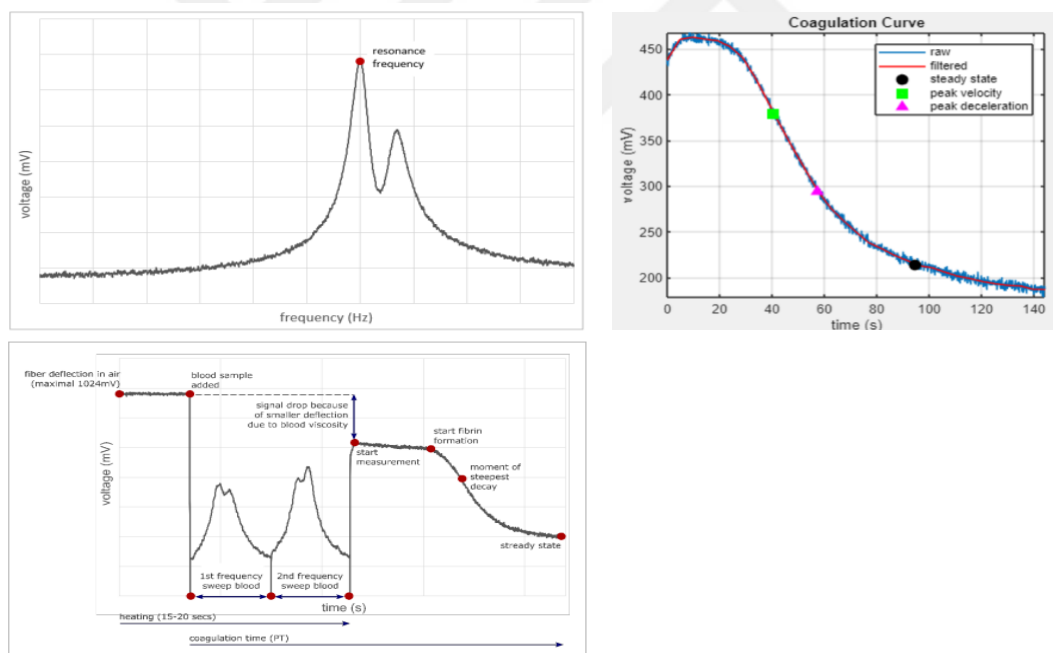 resonance
frequency
voltage (mV)
frequency (Hz)
Coagulation Curve
raw
filtered
steady state
peak velocity
peak deceleration
voltage (mV)
450
400
350
300
250
200
0
20
40
60
80
100
120
140
time (s)
fiber deflection in air
(maximal 1024mV)
blood sample
added
signal drop because
of smaller deflection
due to blood viscosity
start
measurement
start fibrin
formation
moment of
steepest
decay
voltage (mV)
stready state
1st frequency
sweep blood
2nd frequency
sweep blood
time (s)
heating (15-20 secs)
coagulation time (PT)